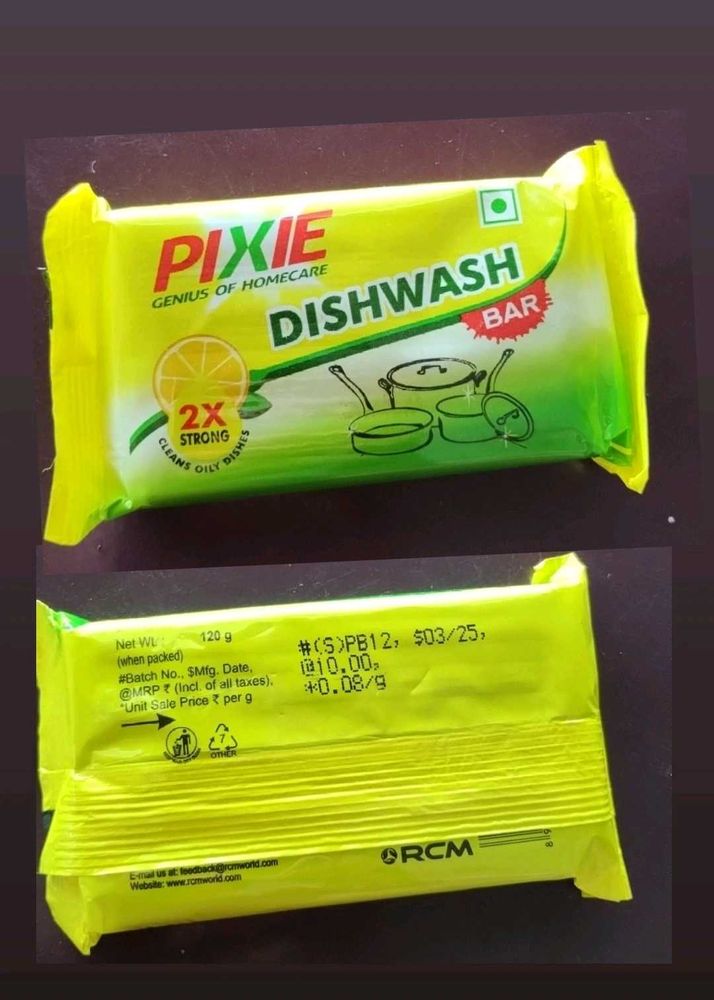 PIXIE
GENIUS OF HOMECARE
DISHWASH
BAR
2X
STRONG
CLEANS OILY DISHES
Net Wt.: 120 g
(when packed)
#Batch No., $Mfg. Date,
@MRP ₹ (Incl. of all taxes),
*Unit Sale Price ₹ per g
#(S)PB12, $03/25,
@10.00,
*0.08/g
7
OTHER
E-mail us at: feedback@rcmworld.com
Website: www.rcmworld.com
RCM